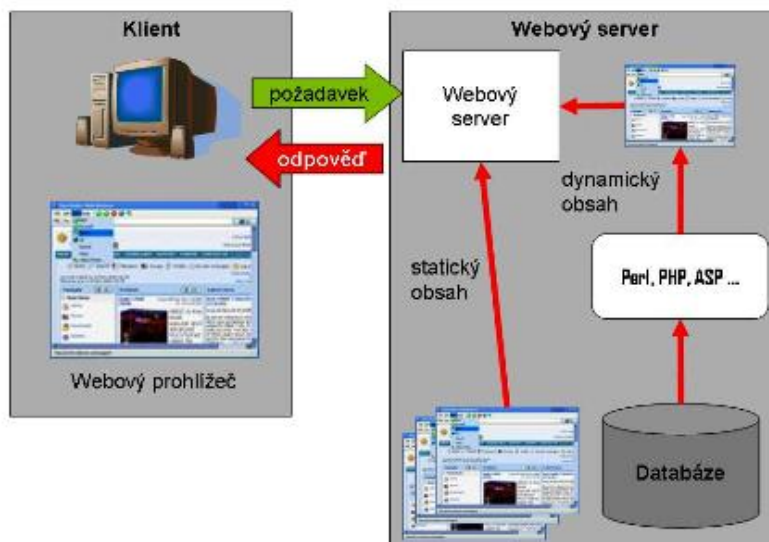 Klient
požadavek
odpověď
Webový prohlížeč
Webový server
Webový
server
dynamický
obsah
statický
obsah
Perl, PHP, ASP ...
Databáze